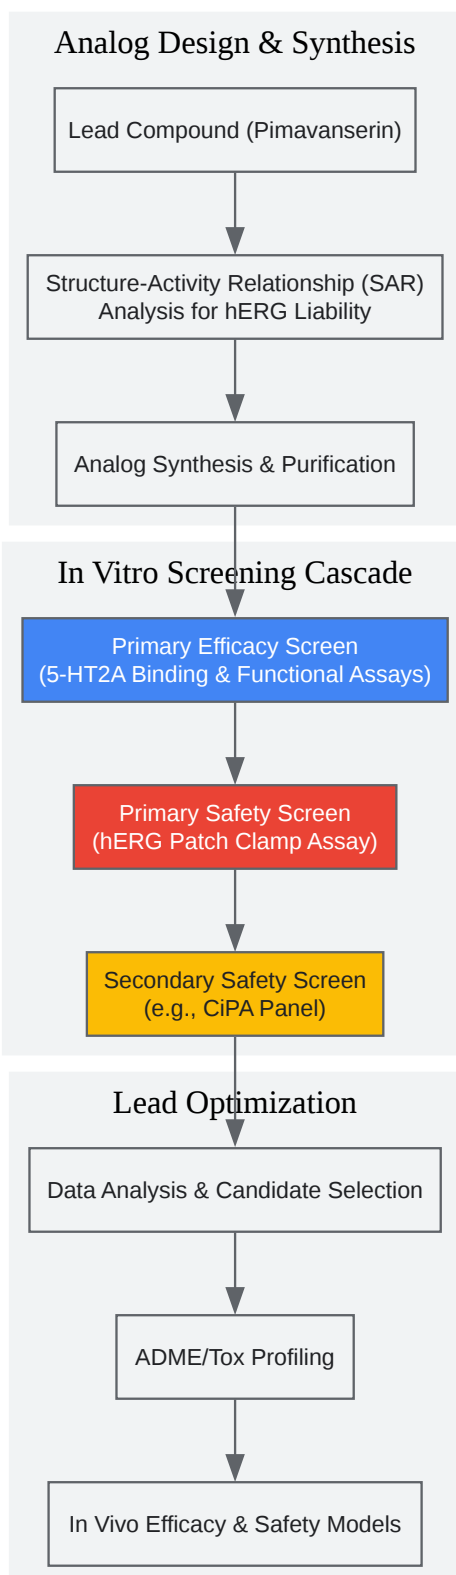 Analog Design & Synthesis
Lead Compound (Pimavanserin)
Structure-Activity Relationship (SAR)
Analysis for hERG Liability
Analog Synthesis & Purification
In Vitro Screening Cascade
Primary Efficacy Screen
(5-HT2A Binding & Functional Assays)
Primary Safety Screen
(hERG Patch Clamp Assay)
Secondary Safety Screen
(e.g., CiPA Panel)
Lead Optimization
Data Analysis & Candidate Selection
ADME/Tox Profiling
In Vivo Efficacy & Safety Models